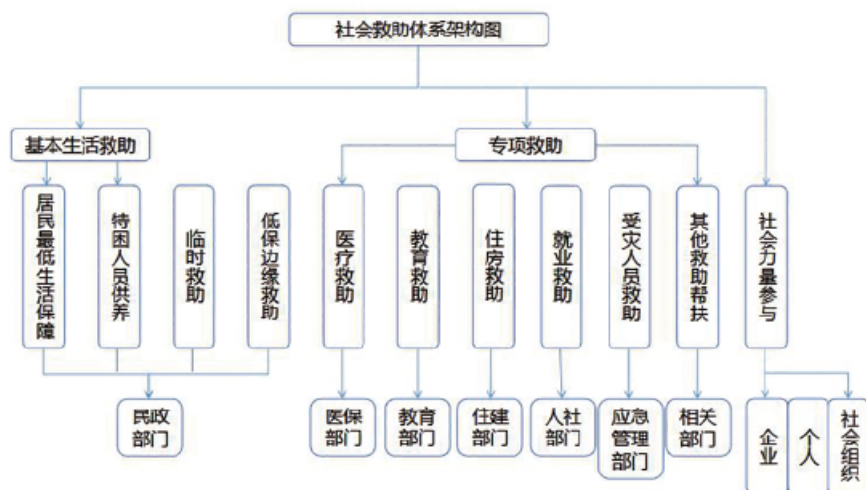 社会救助体系架构图
基本生活救助
专项救助
居民最低生活保障
特困人员供养
临时救助
低保边缘救助
医疗救助
教育救助
住房救助
就业救助
受灾人员救助
其他救助帮扶
社会力量参与
民政
部门
医保
部门
教育
部门
住建
部门
人社
部门
应急
管理
部门
相关
部门
企业
个人
社会组织